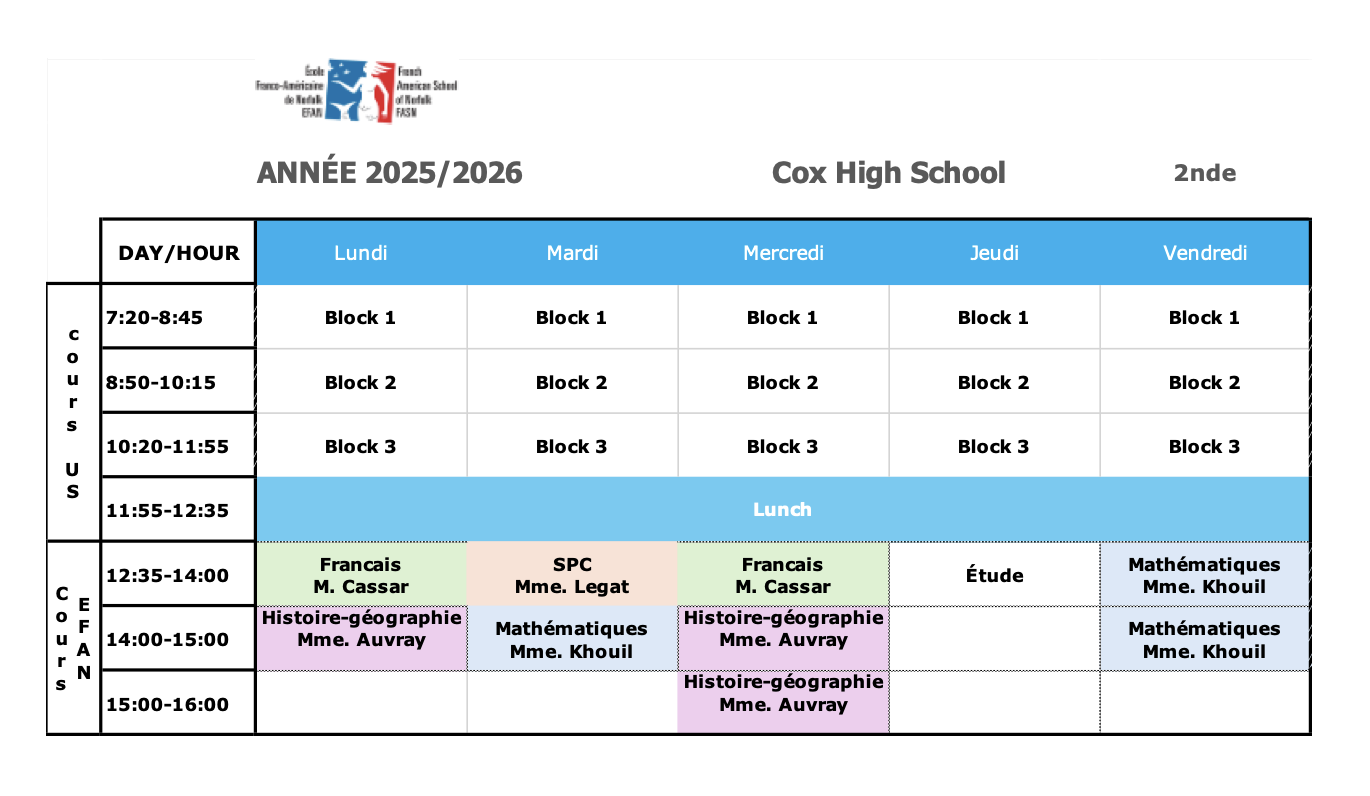 École
Franco-Américaine
de Norfolk
EFAN
French
American School
of Norfolk
FASN
ANNÉE 2025/2026 Cox High School 2nde
DAY/HOUR Lundi Mardi Mercredi Jeudi Vendredi
cours US
7:20-8:45 Block 1 Block 1 Block 1 Block 1 Block 1
8:50-10:15 Block 2 Block 2 Block 2 Block 2 Block 2
10:20-11:55 Block 3 Block 3 Block 3 Block 3 Block 3
11:55-12:35 Lunch
Cours EFAN
12:35-14:00
Francais
M. Cassar
SPC
Mme. Legat
Francais
M. Cassar
Étude
Mathématiques
Mme. Khouil
14:00-15:00
Histoire-géographie
Mme. Auvray
Mathématiques
Mme. Khouil
Histoire-géographie
Mme. Auvray
Mathématiques
Mme. Khouil
15:00-16:00
Histoire-géographie
Mme. Auvray